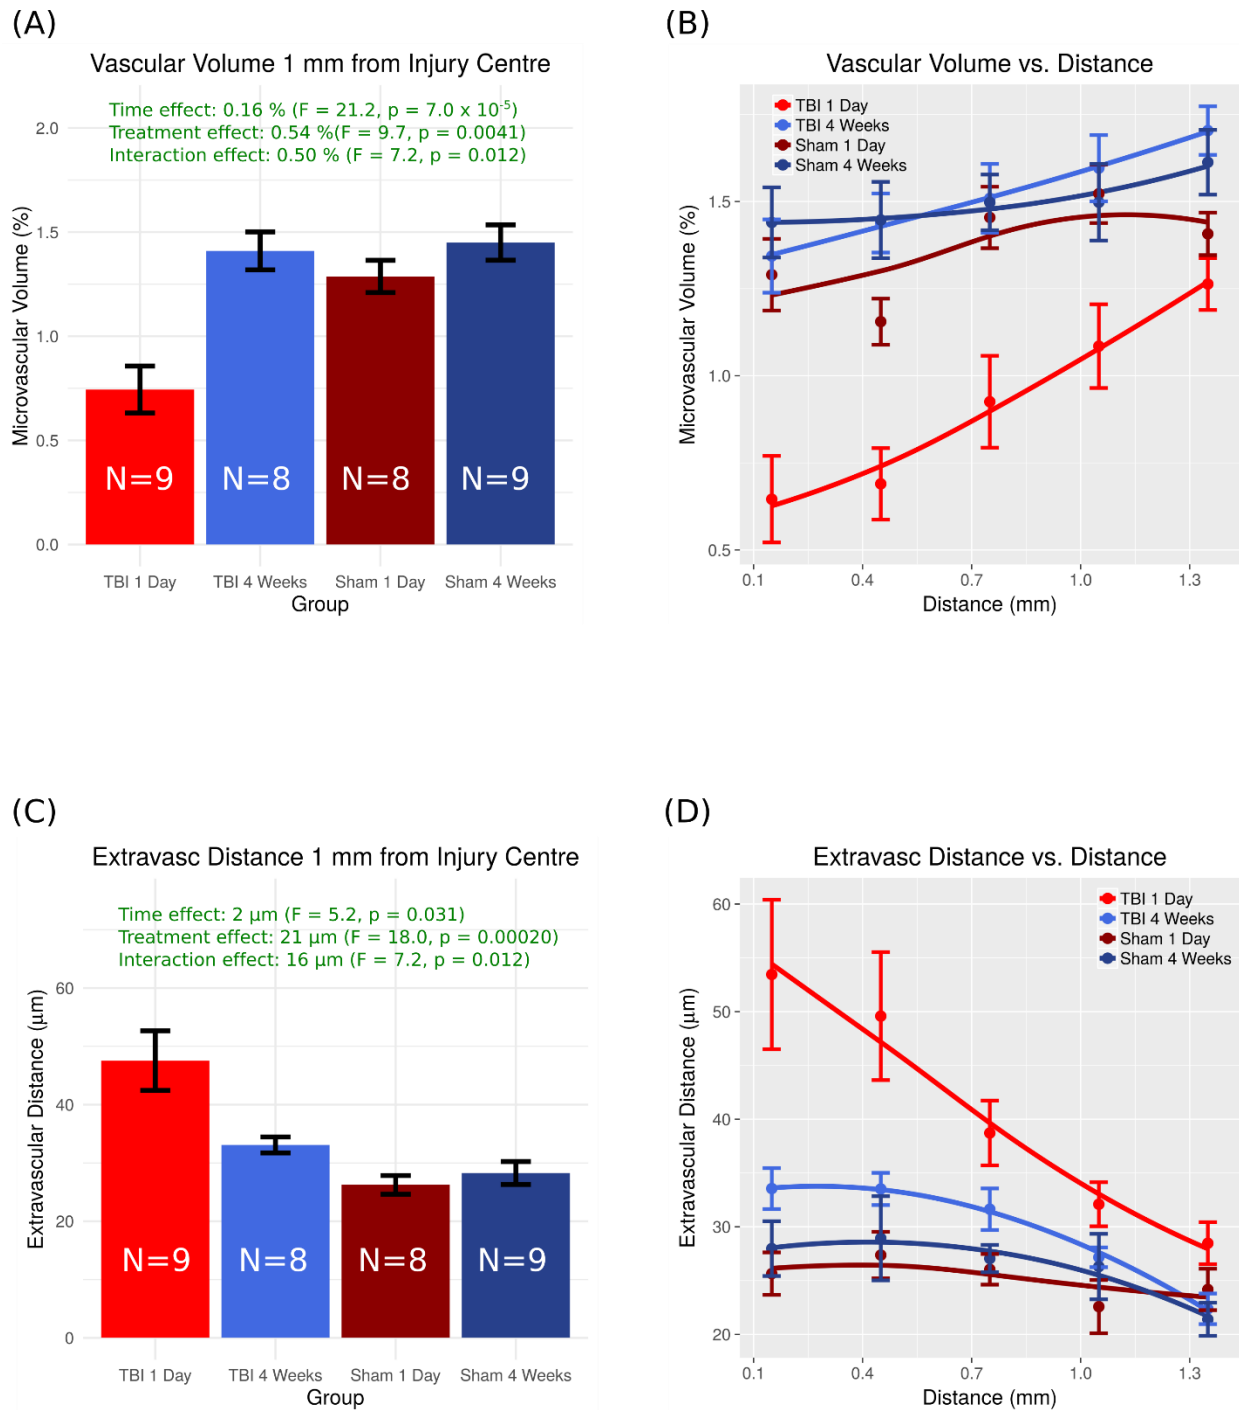 (A)
Vascular Volume 1 mm from Injury Centre
Time effect: 0.16 % (F = 21.2, p = 7.0 x 10⁻⁵)
Treatment effect: 0.54 %(F = 9.7, p = 0.0041)
Interaction effect: 0.50 % (F = 7.2, p = 0.012)
Microvascular Volume (%)
2.0
1.5
1.0
0.5
0.0
N=9
N=8
N=8
N=9
TBI 1 Day
TBI 4 Weeks
Sham 1 Day
Sham 4 Weeks
Group
(B)
Vascular Volume vs. Distance
TBI 1 Day
TBI 4 Weeks
Sham 1 Day
Sham 4 Weeks
Microvascular Volume (%)
1.5
1.0
0.5
0.1
0.4
0.7
1.0
1.3
Distance (mm)
(C)
Extravasc Distance 1 mm from Injury Centre
Time effect: 2 μm (F = 5.2, p = 0.031)
Treatment effect: 21 μm (F = 18.0, p = 0.00020)
Interaction effect: 16 μm (F = 7.2, p = 0.012)
Extravascular Distance (μm)
60
40
20
0
N=9
N=8
N=8
N=9
TBI 1 Day
TBI 4 Weeks
Sham 1 Day
Sham 4 Weeks
Group
(D)
Extravasc Distance vs. Distance
TBI 1 Day
TBI 4 Weeks
Sham 1 Day
Sham 4 Weeks
Extravascular Distance (μm)
60
50
40
30
20
0.1
0.4
0.7
1.0
1.3
Distance (mm)